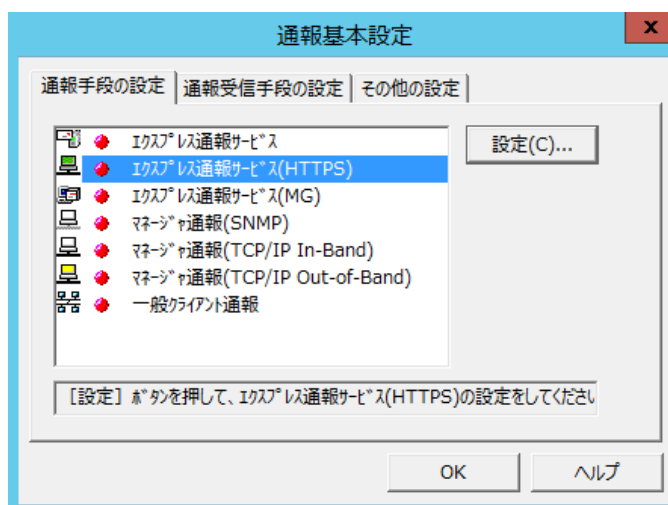 通報基本設定
x
通報手段の設定 通報受信手段の設定 その他の設定
ｴｸｽﾌﾟﾚｽ通報ｻｰﾋﾞｽ
設定(C)...
ｴｸｽﾌﾟﾚｽ通報ｻｰﾋﾞｽ(HTTPS)
ｴｸｽﾌﾟﾚｽ通報ｻｰﾋﾞｽ(MG)
ﾏﾈｰｼﾞｬ通報(SNMP)
ﾏﾈｰｼﾞｬ通報(TCP/IP In-Band)
ﾏﾈｰｼﾞｬ通報(TCP/IP Out-of-Band)
一般ｸﾗｲｱﾝﾄ通報
［設定］ﾎﾞﾀﾝを押して、ｴｸｽﾌﾟﾚｽ通報ｻｰﾋﾞｽ(HTTPS)の設定をしてください
OK ヘルプ